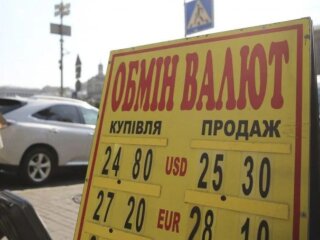 ОБМІН ВАЛЮТ
КУПІВЛЯ ПРОДАЖ
24 80 USD 25 30
27 20 EUR 28 10